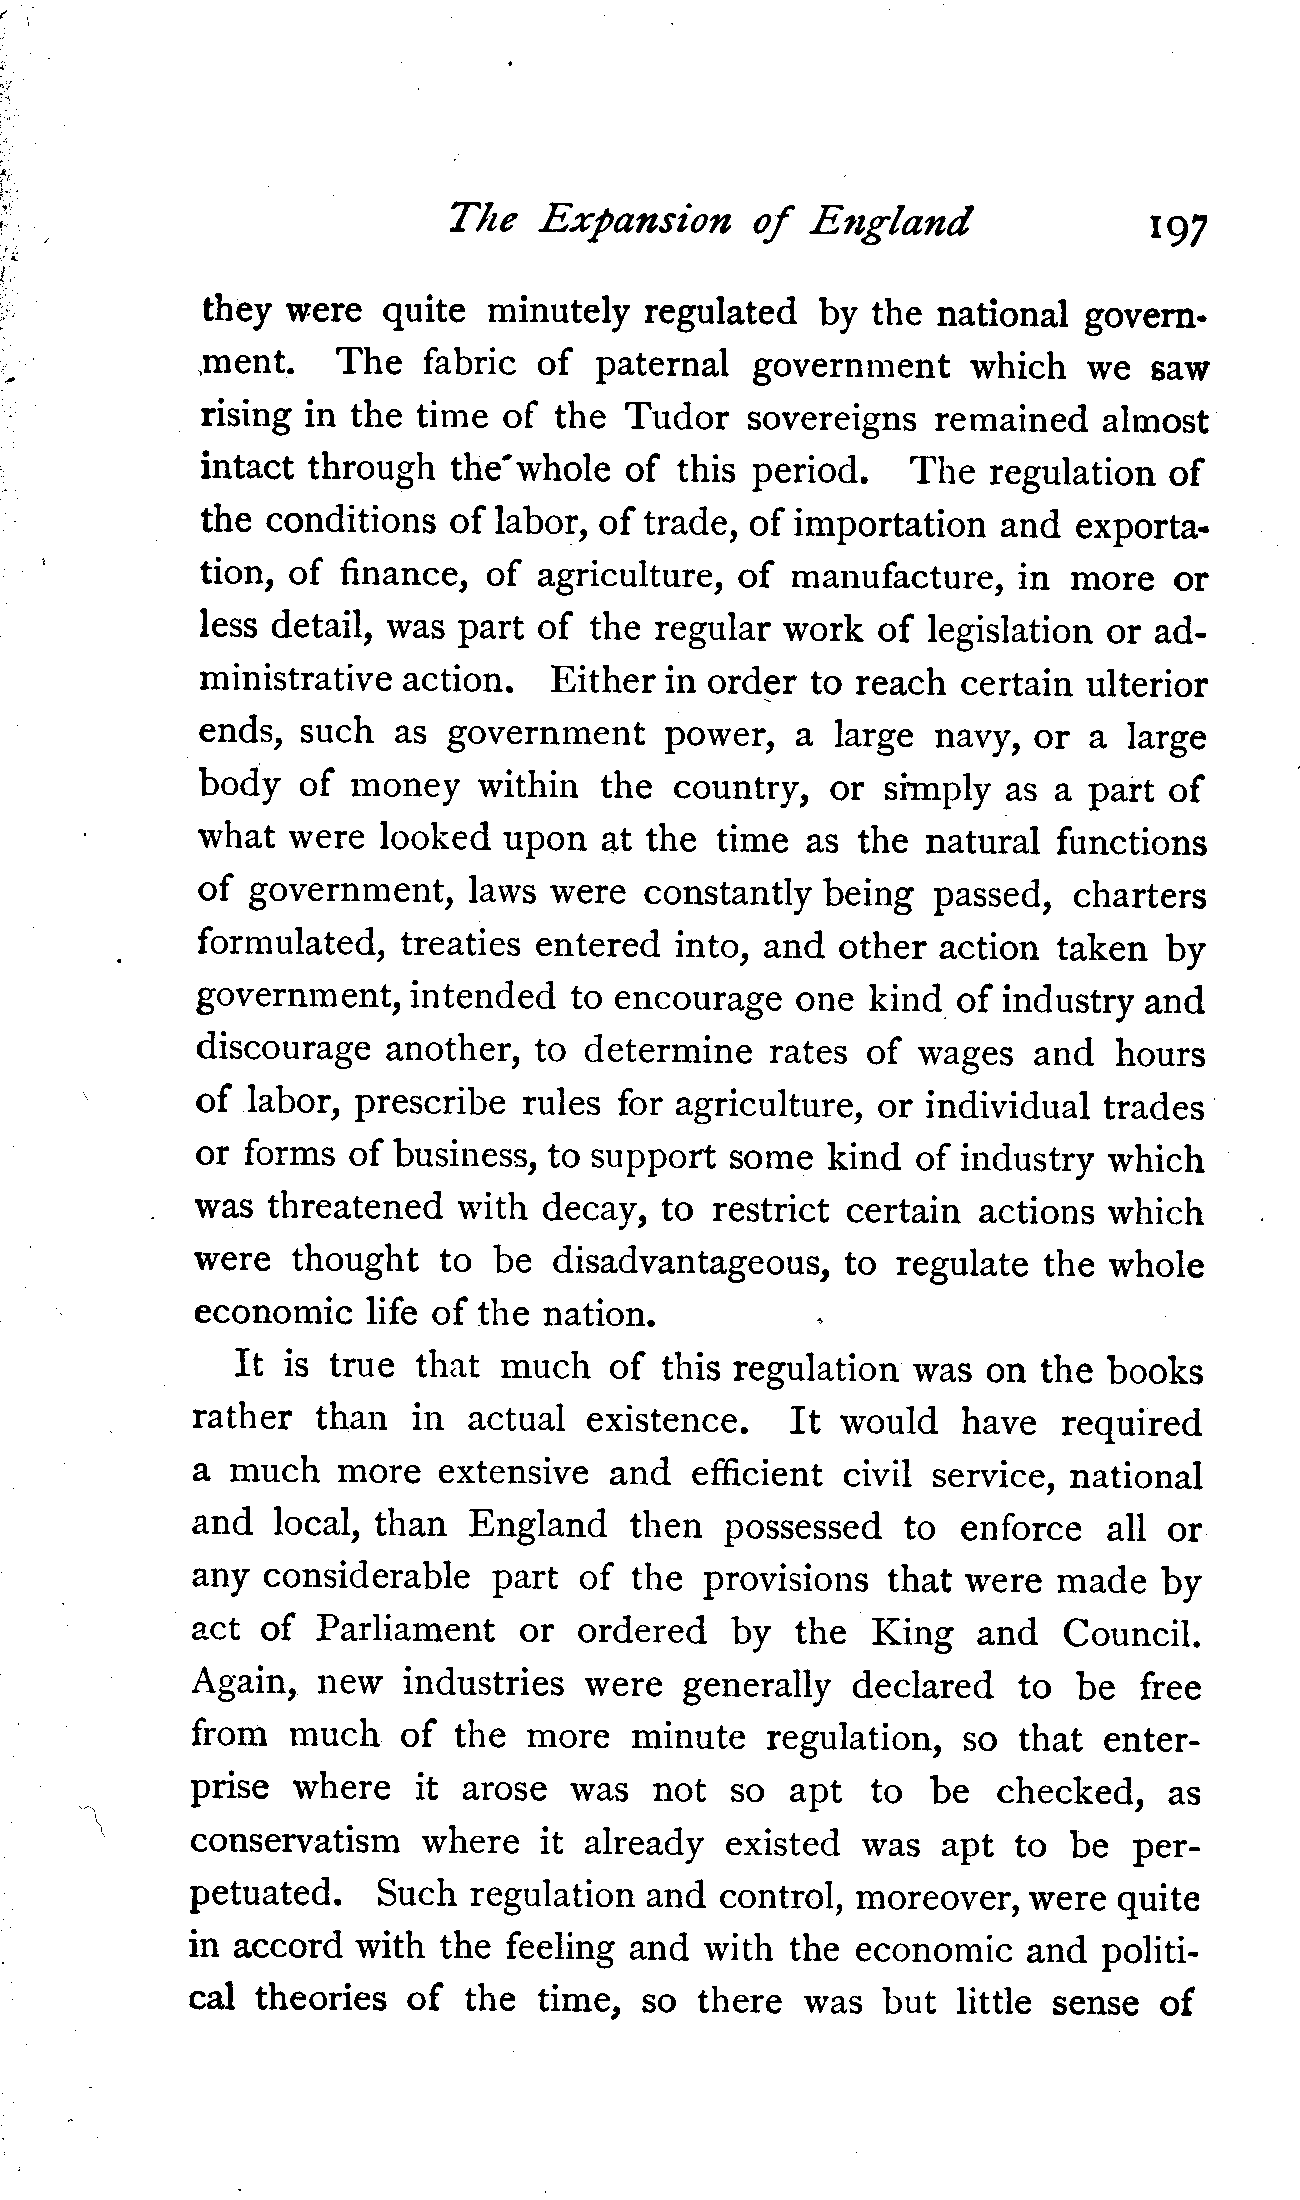 The Expansion of England 197
they were quite minutely regulated by the national govern-
ment. The fabric of paternal government which we saw
rising in the time of the Tudor sovereigns remained almost
intact through the whole of this period. The regulation of
the conditions of labor, of trade, of importation and exporta-
tion, of finance, of agriculture, of manufacture, in more or
less detail, was part of the regular work of legislation or ad-
ministrative action. Either in order to reach certain ulterior
ends, such as government power, a large navy, or a large
body of money within the country, or simply as a part of
what were looked upon at the time as the natural functions
of government, laws were constantly being passed, charters
formulated, treaties entered into, and other action taken by
government, intended to encourage one kind of industry and
discourage another, to determine rates of wages and hours
of labor, prescribe rules for agriculture, or individual trades
or forms of business, to support some kind of industry which
was threatened with decay, to restrict certain actions which
were thought to be disadvantageous, to regulate the whole
economic life of the nation.
It is true that much of this regulation was on the books
rather than in actual existence. It would have required
a much more extensive and efficient civil service, national
and local, than England then possessed to enforce all or
any considerable part of the provisions that were made by
act of Parliament or ordered by the King and Council.
Again, new industries were generally declared to be free
from much of the more minute regulation, so that enter-
prise where it arose was not so apt to be checked, as
conservatism where it already existed was apt to be per-
petuated. Such regulation and control, moreover, were quite
in accord with the feeling and with the economic and politi-
cal theories of the time, so there was but little sense of